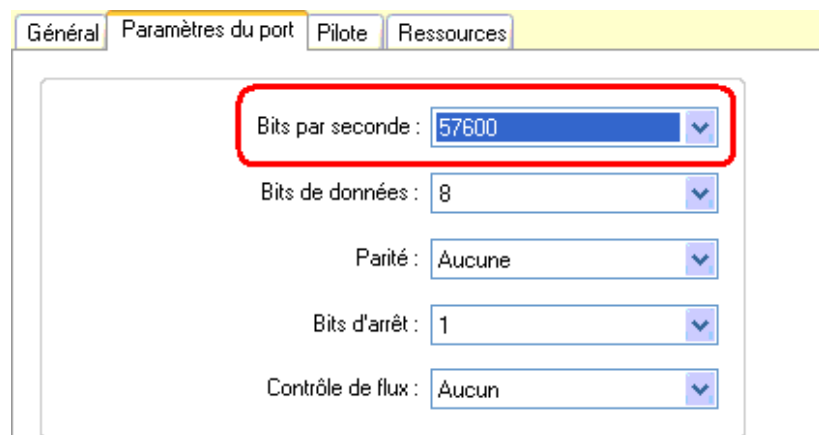 Général Paramètres du port Pilote Ressources
Bits par seconde : 57600
Bits de données : 8
Parité : Aucune
Bits d'arrêt : 1
Contrôle de flux : Aucun